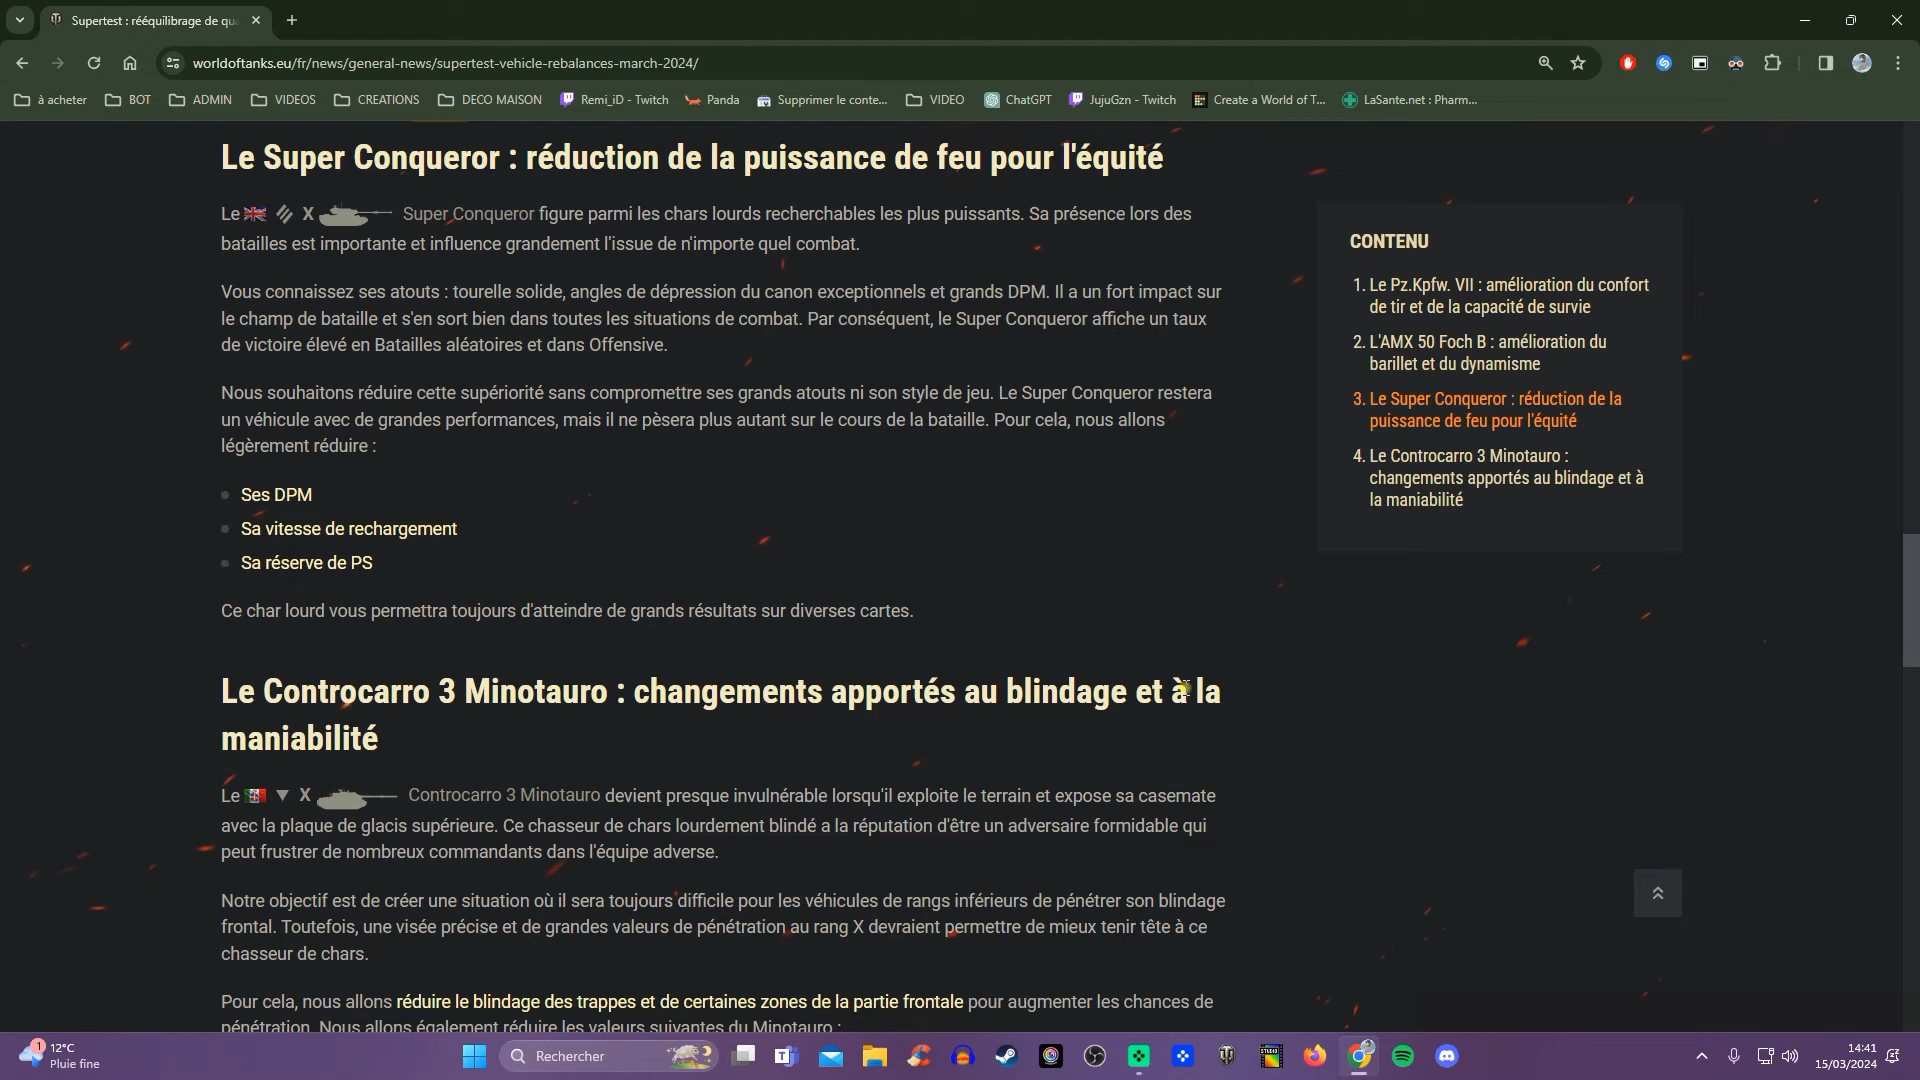 Supertest : rééquilibrage de qua
worldoftanks.eu/fr/news/general-news/supertest-vehicle-rebalances-march-2024/
à acheter
BOT
ADMIN
VIDEOS
CREATIONS
DECO MAISON
Remi_iD - Twitch
Panda
Supprimer le conte...
VIDEO
ChatGPT
JujuGzn - Twitch
Create a World of T...
LaSante.net : Pharm...
Le Super Conqueror : réduction de la puissance de feu pour l'équité
Le X Super Conqueror figure parmi les chars lourds recherchables les plus puissants. Sa présence lors des
batailles est importante et influence grandement l'issue de n'importe quel combat.
Vous connaissez ses atouts : tourelle solide, angles de dépression du canon exceptionnels et grands DPM. Il a un fort impact sur
le champ de bataille et s'en sort bien dans toutes les situations de combat. Par conséquent, le Super Conqueror affiche un taux
de victoire élevé en Batailles aléatoires et dans Offensive.
Nous souhaitons réduire cette supériorité sans compromettre ses grands atouts ni son style de jeu. Le Super Conqueror restera
un véhicule avec de grandes performances, mais il ne pèsera plus autant sur le cours de la bataille. Pour cela, nous allons
légèrement réduire :
Ses DPM
Sa vitesse de rechargement
Sa réserve de PS
Ce char lourd vous permettra toujours d'atteindre de grands résultats sur diverses cartes.
Le Controcarro 3 Minotauro : changements apportés au blindage et à la
maniabilité
Le X Controcarro 3 Minotauro devient presque invulnérable lorsqu'il exploite le terrain et expose sa casemate
avec la plaque de glacis supérieure. Ce chasseur de chars lourdement blindé a la réputation d'être un adversaire formidable qui
peut frustrer de nombreux commandants dans l'équipe adverse.
Notre objectif est de créer une situation où il sera toujours difficile pour les véhicules de rangs inférieurs de pénétrer son blindage
frontal. Toutefois, une visée précise et de grandes valeurs de pénétration au rang X devraient permettre de mieux tenir tête à ce
chasseur de chars.
Pour cela, nous allons réduire le blindage des trappes et de certaines zones de la partie frontale pour augmenter les chances de
pénétration. Nous allons également réduire les valeurs suivantes du Minotauro :
CONTENU
1. Le Pz.Kpfw. VII : amélioration du confort
de tir et de la capacité de survie
2. L'AMX 50 Foch B : amélioration du
barillet et du dynamisme
3. Le Super Conqueror : réduction de la
puissance de feu pour l'équité
4. Le Controcarro 3 Minotauro :
changements apportés au blindage et à
la maniabilité
1
12°C
Pluie fine
Rechercher
STUDIO
14:41
15/03/2024